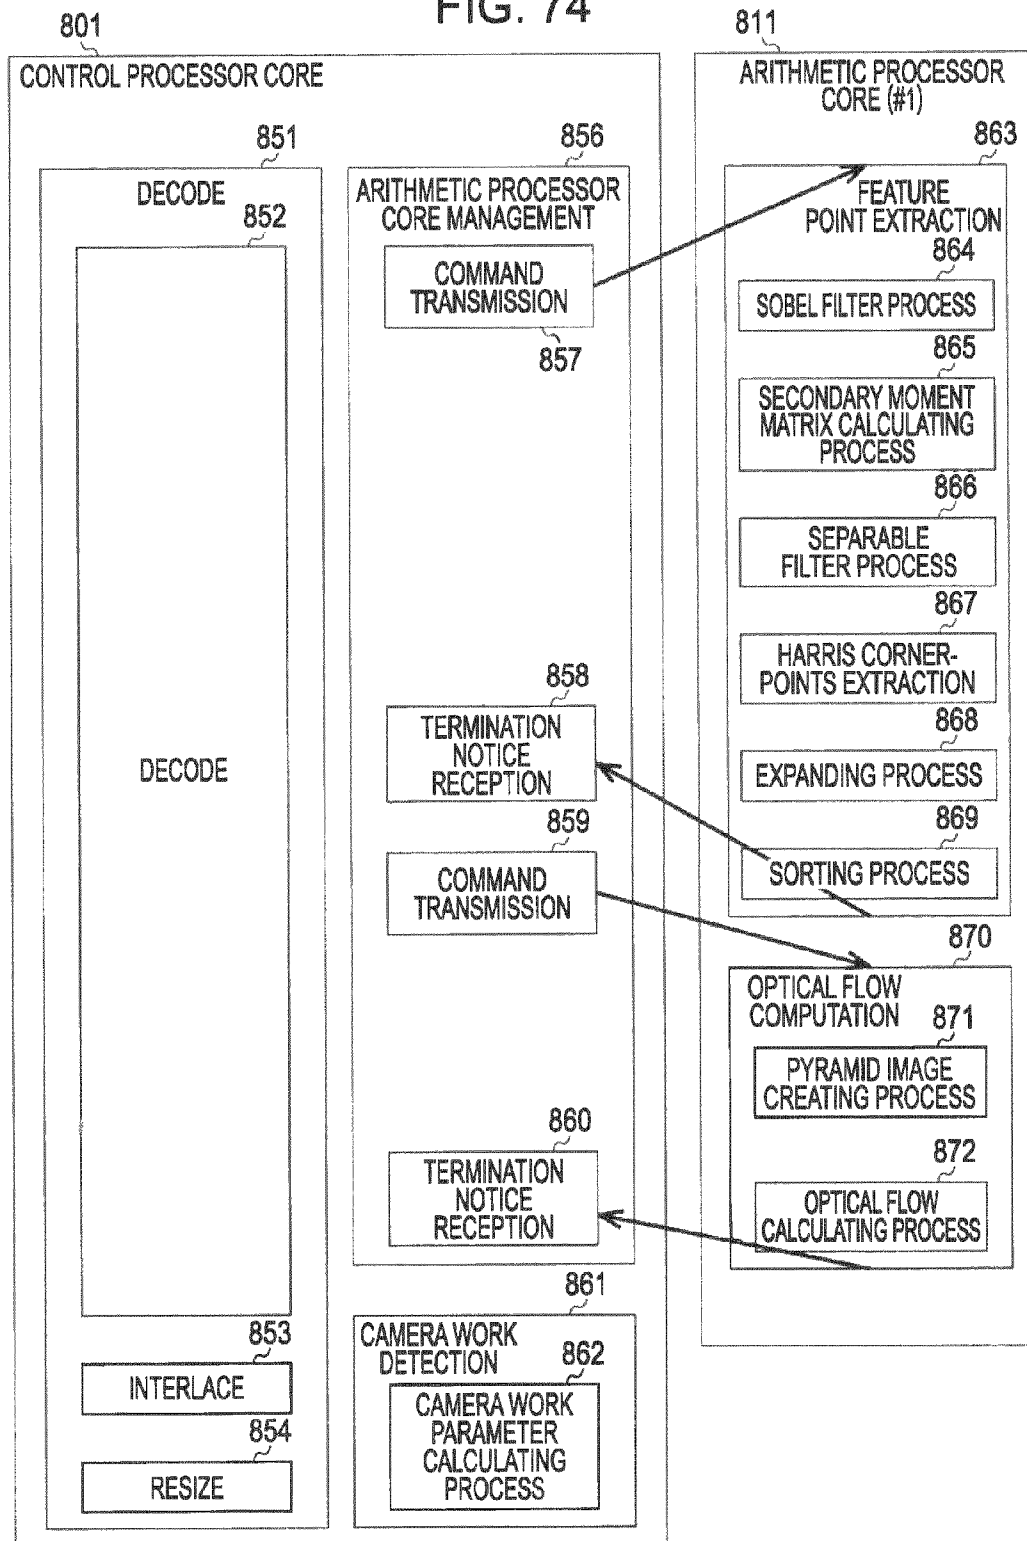 FIG. 74
801
CONTROL PROCESSOR CORE
851
DECODE
852
DECODE
853
INTERLACE
854
RESIZE
856
ARITHMETIC PROCESSOR
CORE MANAGEMENT
COMMAND
TRANSMISSION
857
858
TERMINATION
NOTICE
RECEPTION
859
COMMAND
TRANSMISSION
860
TERMINATION
NOTICE
RECEPTION
861
CAMERA WORK
DETECTION
862
CAMERA WORK
PARAMETER
CALCULATING
PROCESS
811
ARITHMETIC PROCESSOR
CORE (#1)
863
FEATURE
POINT EXTRACTION
864
SOBEL FILTER PROCESS
865
SECONDARY MOMENT
MATRIX CALCULATING
PROCESS
866
SEPARABLE
FILTER PROCESS
867
HARRIS CORNER-
POINTS EXTRACTION
868
EXPANDING PROCESS
869
SORTING PROCESS
870
OPTICAL FLOW
COMPUTATION
871
PYRAMID IMAGE
CREATING PROCESS
872
OPTICAL FLOW
CALCULATING PROCESS